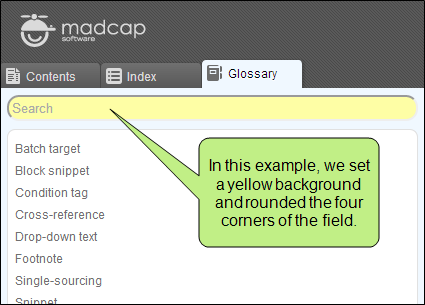 madcap
software
Contents Index Glossary
Search
Batch target
Block snippet
Condition tag
Cross-reference
Drop-down text
Footnote
Single-sourcing
Snippet
In this example, we set
a yellow background
and rounded the four
corners of the field.